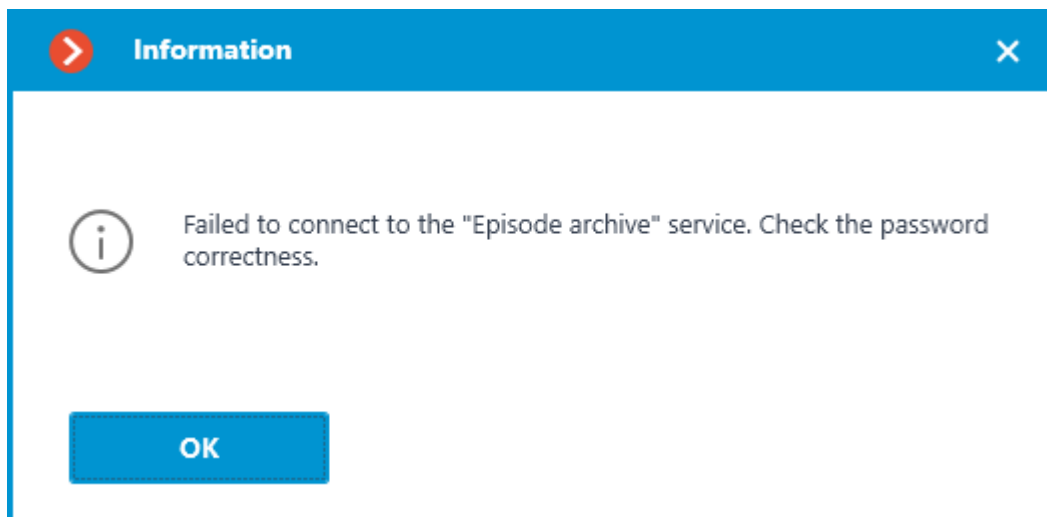 Information
Failed to connect to the "Episode archive" service. Check the password
correctness.
OK